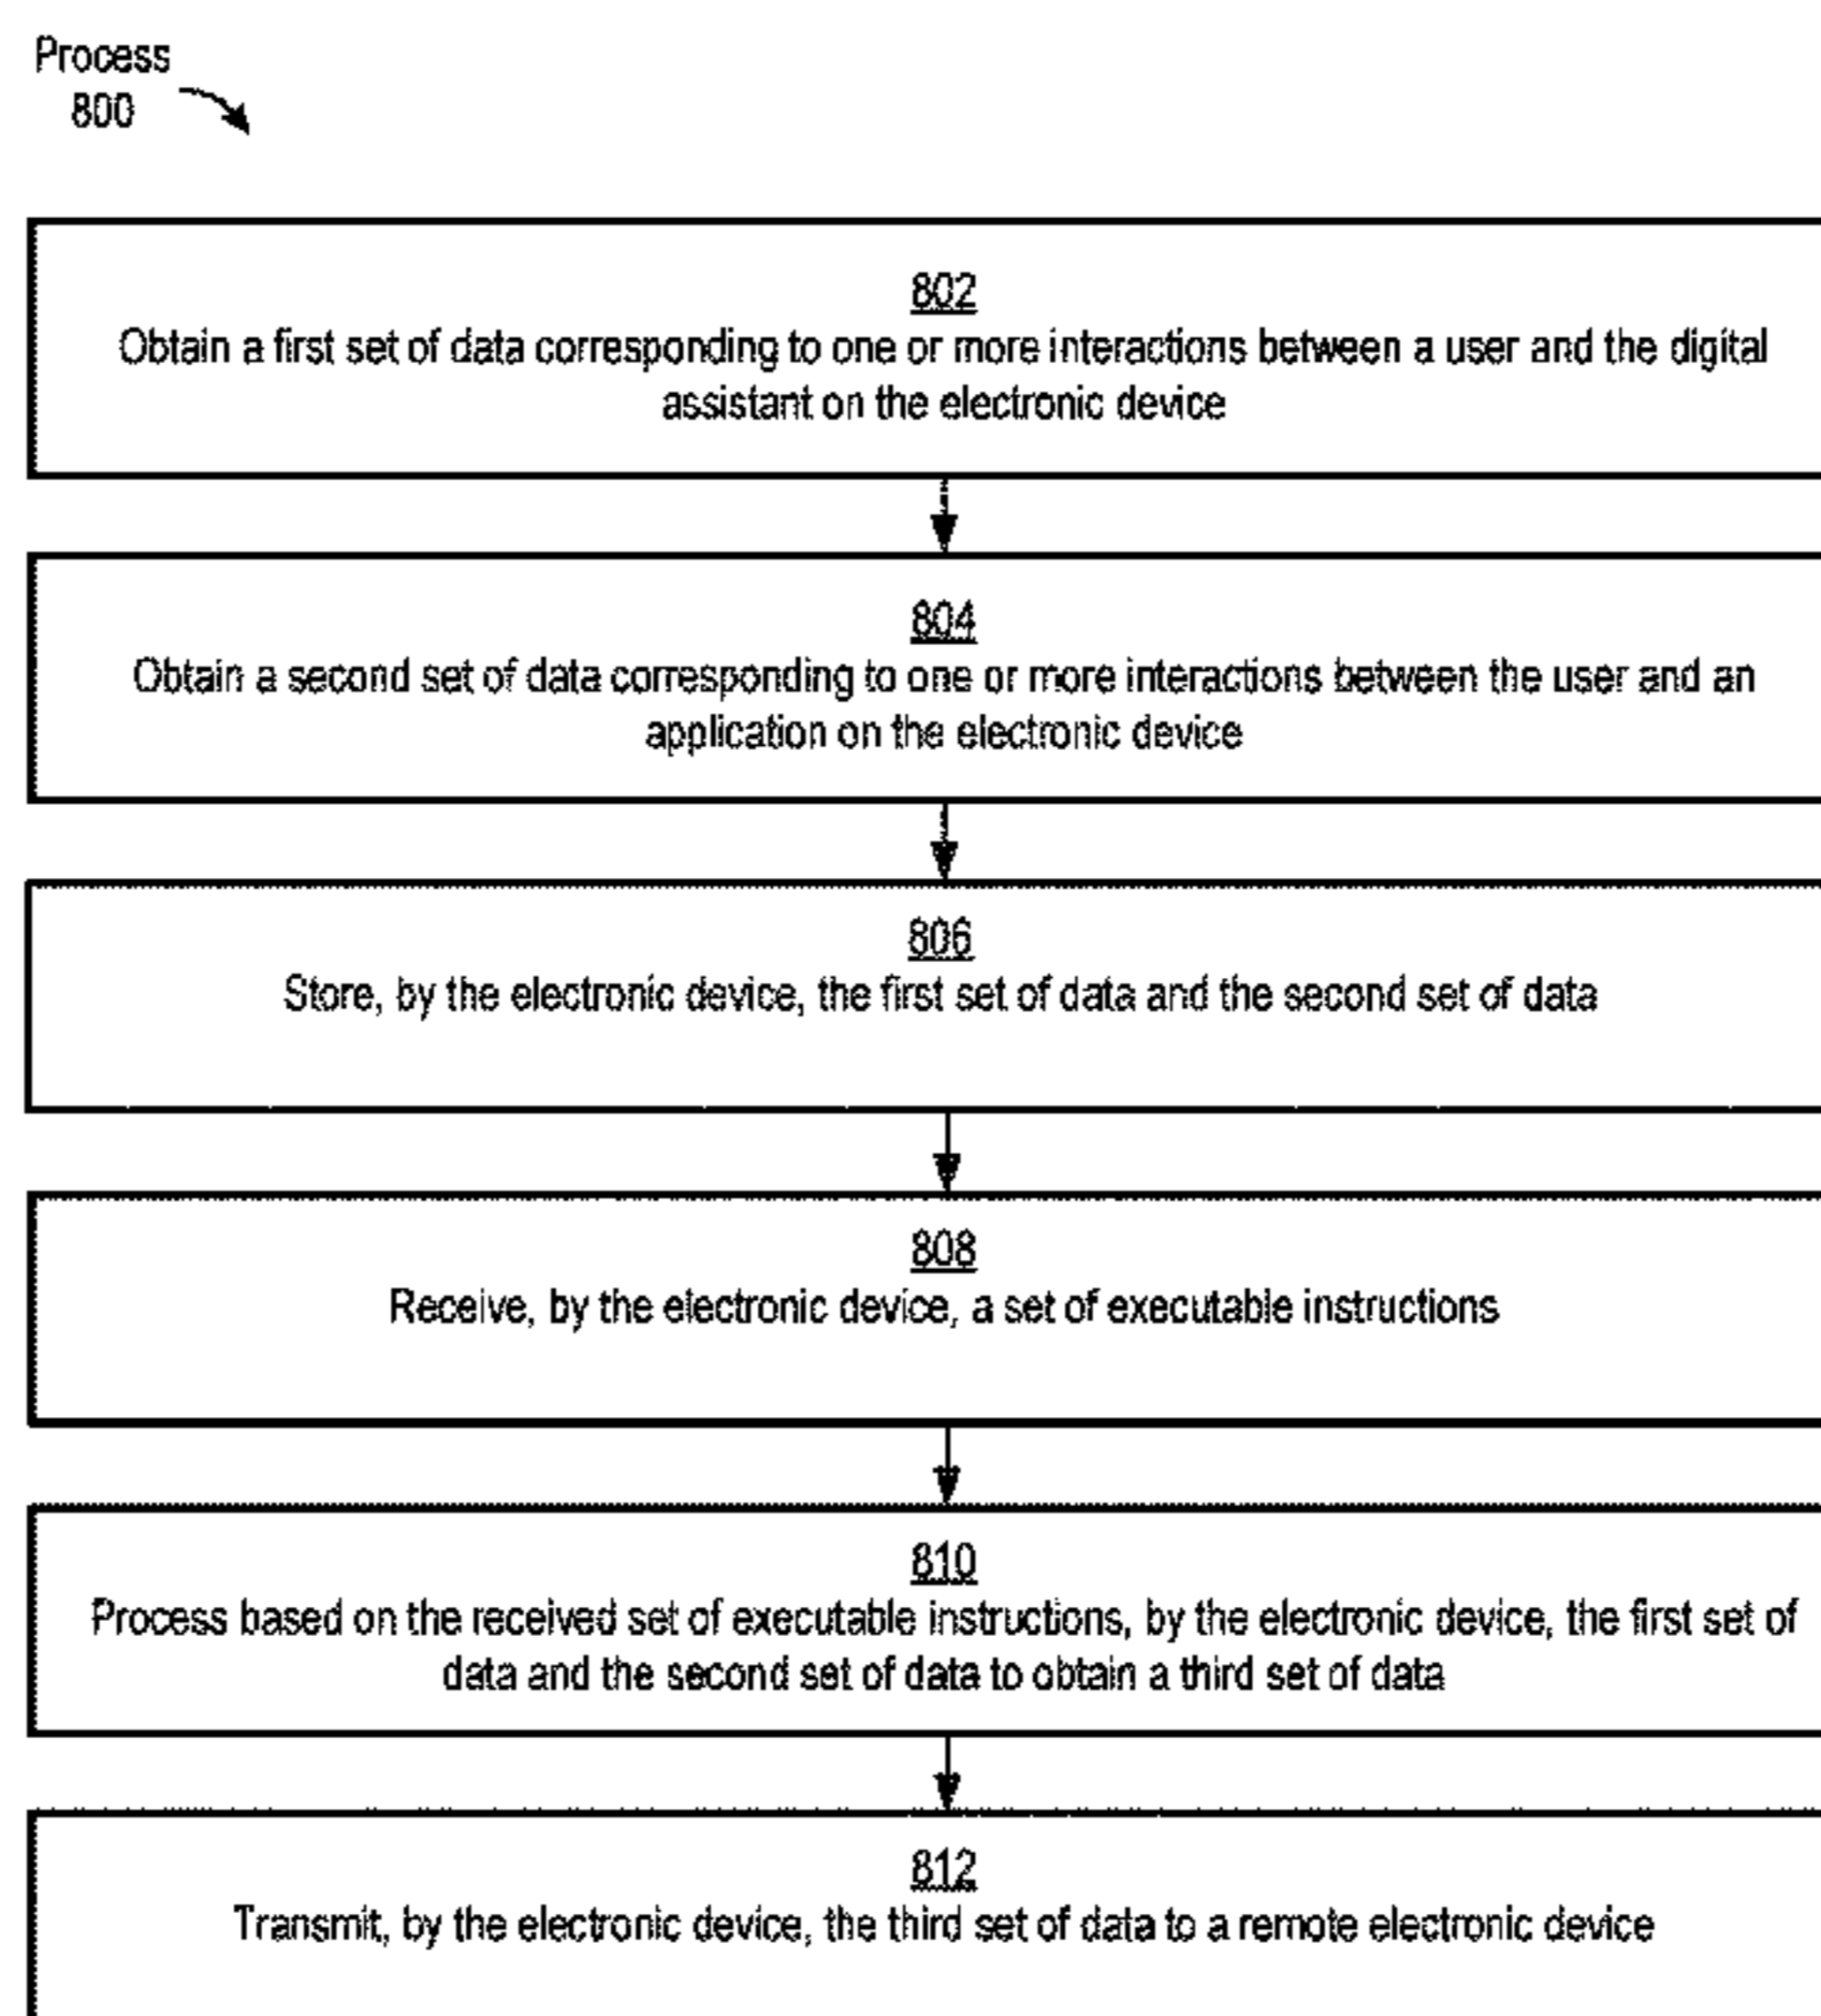 Process
800
802
Obtain a first set of data corresponding to one or more interactions between a user and the digital
assistant on the electronic device
804
Obtain a second set of data corresponding to one or more interactions between the user and an
application on the electronic device
806
Store, by the electronic device, the first set of data and the second set of data
808
Receive, by the electronic device, a set of executable instructions
810
Process based on the received set of executable instructions, by the electronic device, the first set of
data and the second set of data to obtain a third set of data
812
Transmit, by the electronic device, the third set of data to a remote electronic device